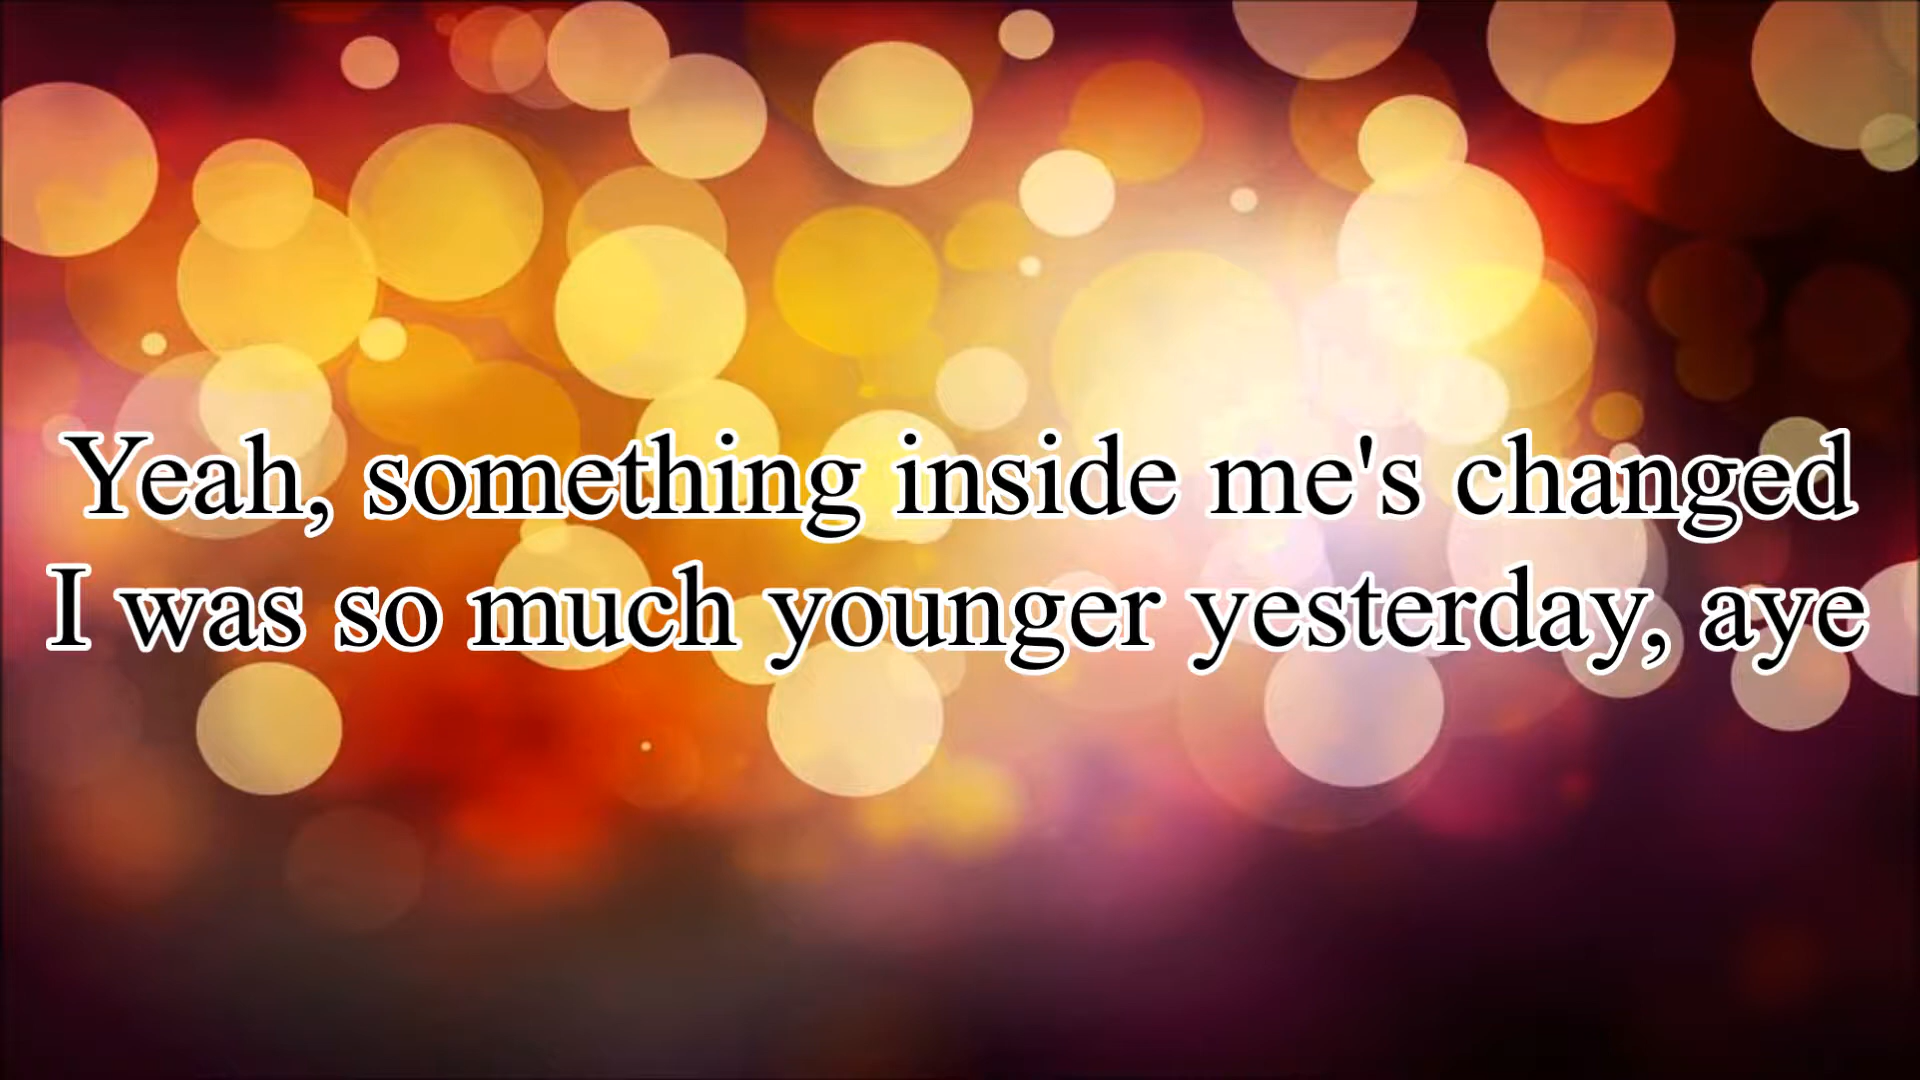 Yeah, something inside me's changed
I was so much younger yesterday, aye